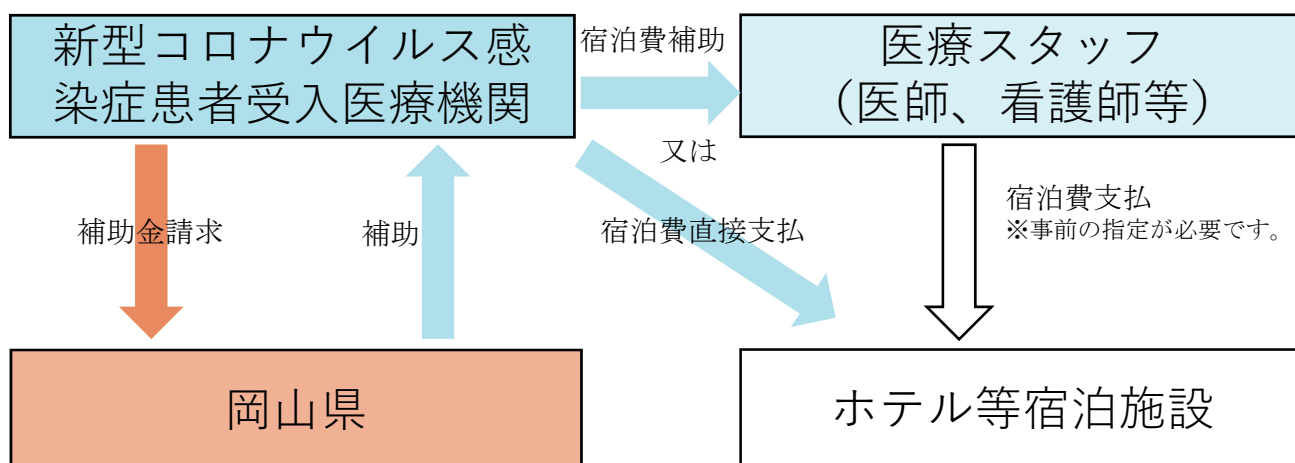 新型コロナウイルス感
染症患者受入医療機関
宿泊費補助
医療スタッフ
（医師、看護師等）
又は
補助金請求
補助
宿泊費直接支払
宿泊費支払
※事前の指定が必要です。
岡山県
ホテル等宿泊施設